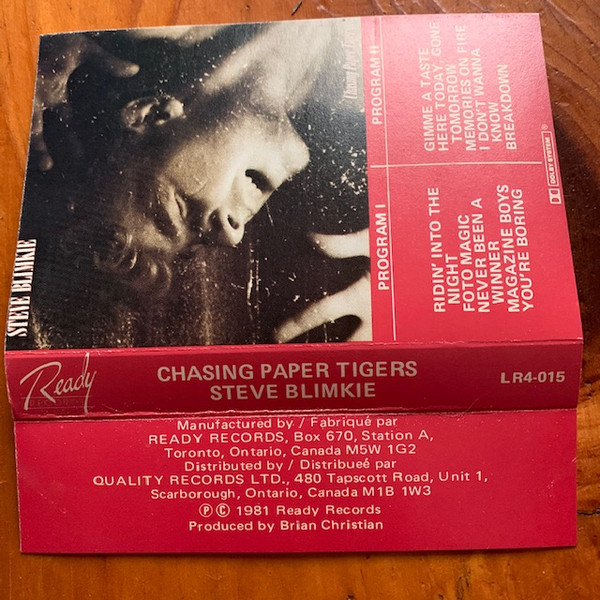 STEVE BLIMKIE
Chasing Paper Tigers
PROGRAM I
RIDIN' INTO THE
NIGHT
FOTO MAGIC
NEVER BEEN A
WINNER
MAGAZINE BOYS
YOU'RE BORING
PROGRAM II
GIMME A TASTE
HERE TODAY, GONE
TOMORROW
MEMORIES ON FIRE
I DON'T WANNA
KNOW
BREAKDOWN
DOLBY SYSTEM ®
Ready
CHASING PAPER TIGERS
STEVE BLIMKIE
LR4-015
Manufactured by / Fabriqué par
READY RECORDS, Box 670, Station A,
Toronto, Ontario, Canada M5W 1G2
Distributed by / Distribueé par
QUALITY RECORDS LTD., 480 Tapscott Road, Unit 1,
Scarborough, Ontario, Canada M1B 1W3
Ⓟ © 1981 Ready Records
Produced by Brian Christian